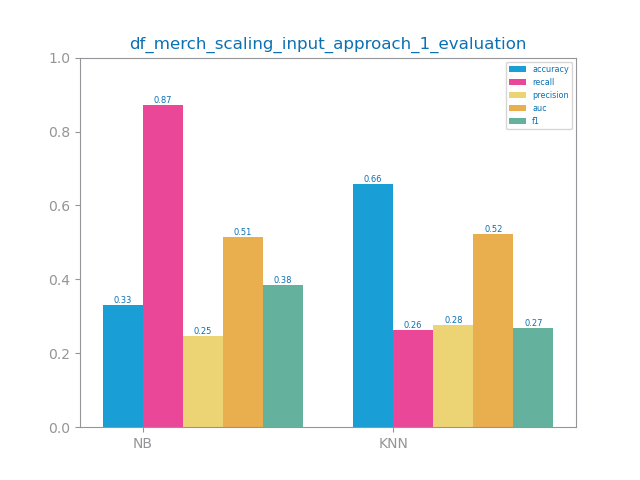 df_merch_scaling_input_approach_1_evaluation
1.0
0.8
0.6
0.4
0.2
0.0
accuracy
recall
precision
auc
f1
0.33
0.87
0.25
0.51
0.38
0.66
0.26
0.28
0.52
0.27
NB
KNN